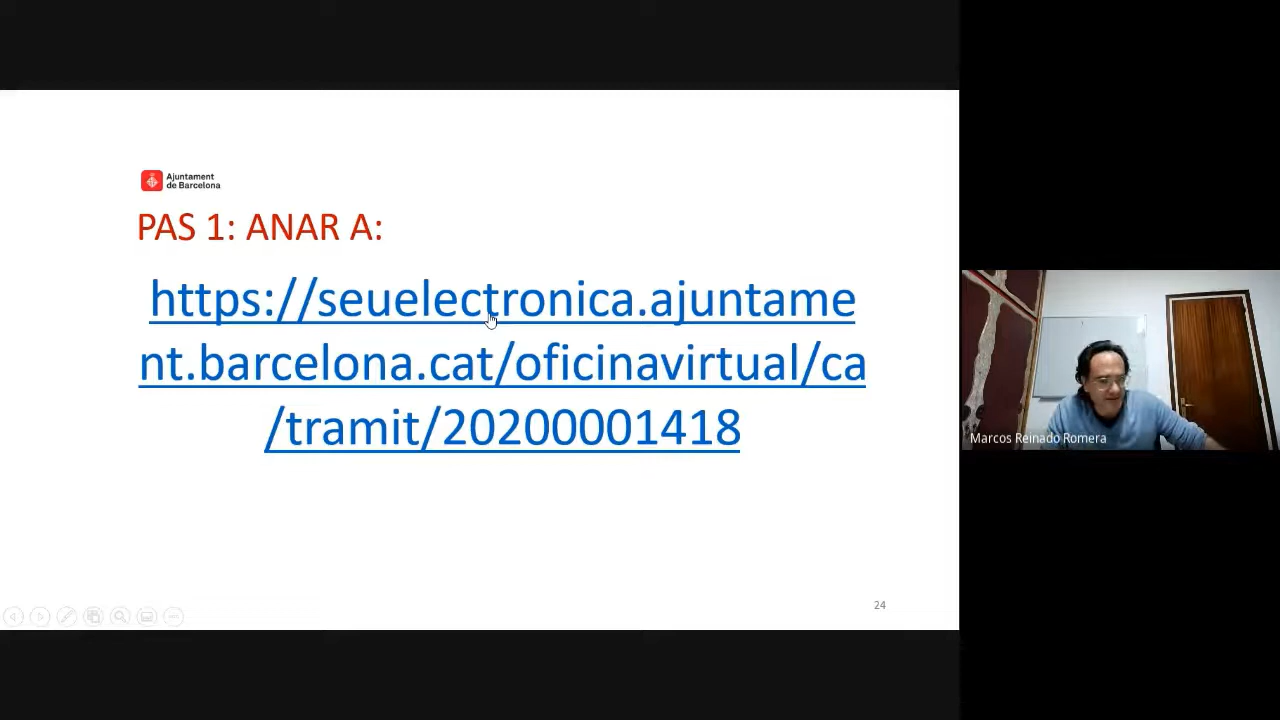 Ajuntament
de Barcelona
PAS 1: ANAR A:
https://seuelectronica.ajuntame
nt.barcelona.cat/oficinavirtual/ca
/tramit/20200001418
Marcos Reinado Romera
24